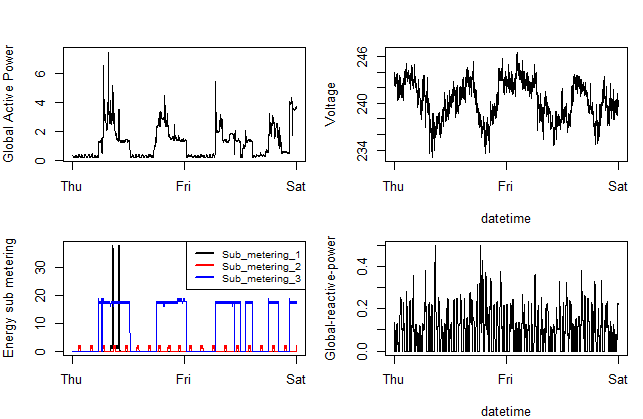 Global Active Power
0 2 4 6
Thu Fri Sat
Voltage
234 240 246
Thu Fri Sat
datetime
Energy sub metering
0 10 20 30
Sub_metering_1
Sub_metering_2
Sub_metering_3
Thu Fri Sat
Global-reactive-power
0.0 0.2 0.4
Thu Fri Sat
datetime